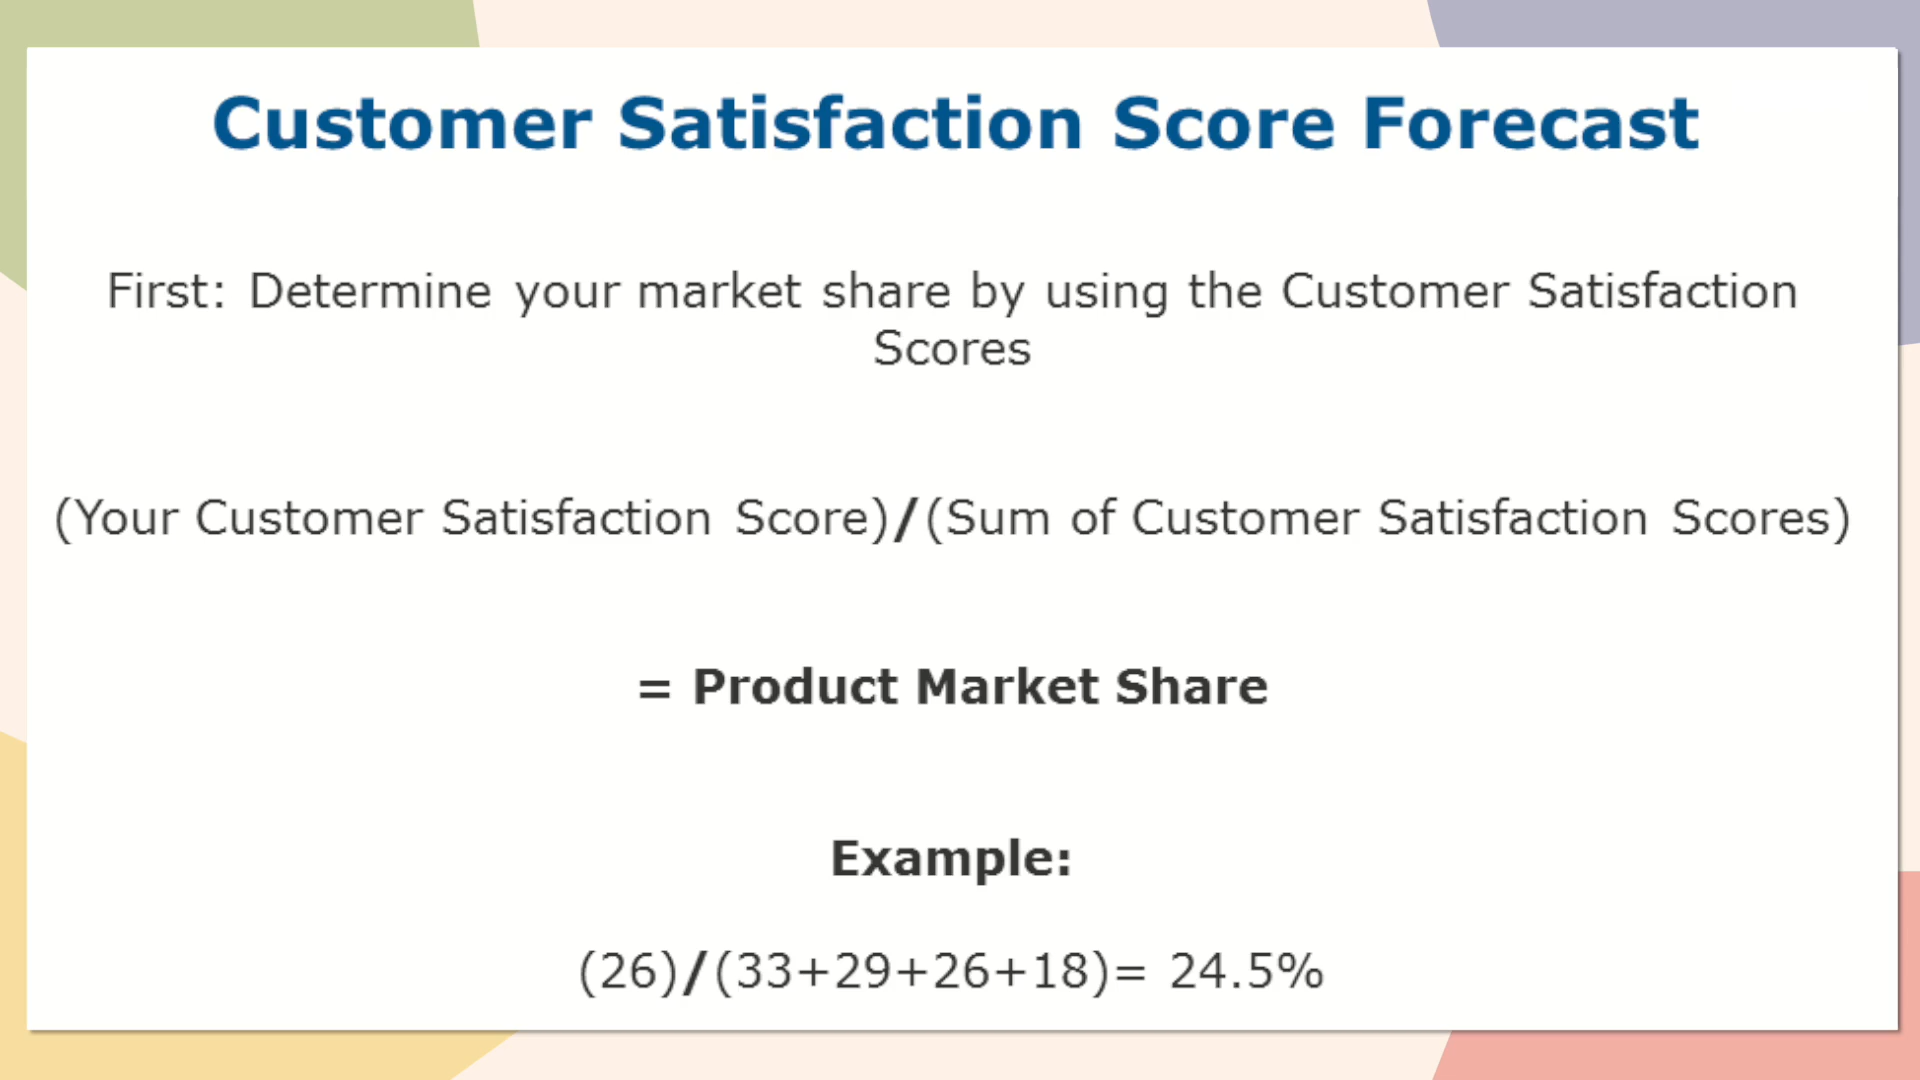 Customer Satisfaction Score Forecast
First: Determine your market share by using the Customer Satisfaction
Scores
(Your Customer Satisfaction Score)/(Sum of Customer Satisfaction Scores)
= Product Market Share
Example:
(26)/(33+29+26+18)= 24.5%